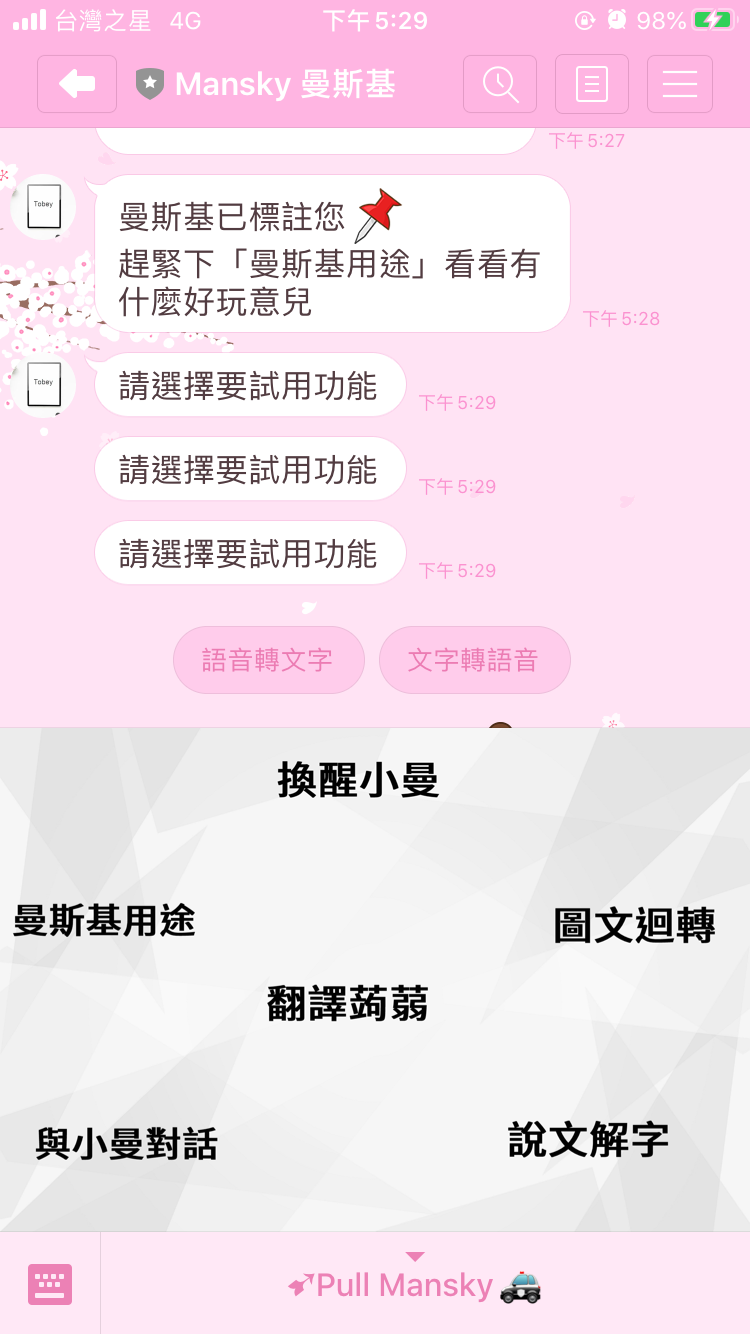 台灣之星 4G 下午5:29 98%
Mansky 曼斯基
下午5:27
Tobey
曼斯基已標註您
趕緊下「曼斯基用途」看看有
什麼好玩意兒
下午5:28
Tobey
請選擇要試用功能
下午5:29
請選擇要試用功能
下午5:29
請選擇要試用功能
下午5:29
語音轉文字 文字轉語音
換醒小曼
曼斯基用途 圖文迴轉
翻譯蒟蒻
與小曼對話 說文解字
Pull Mansky